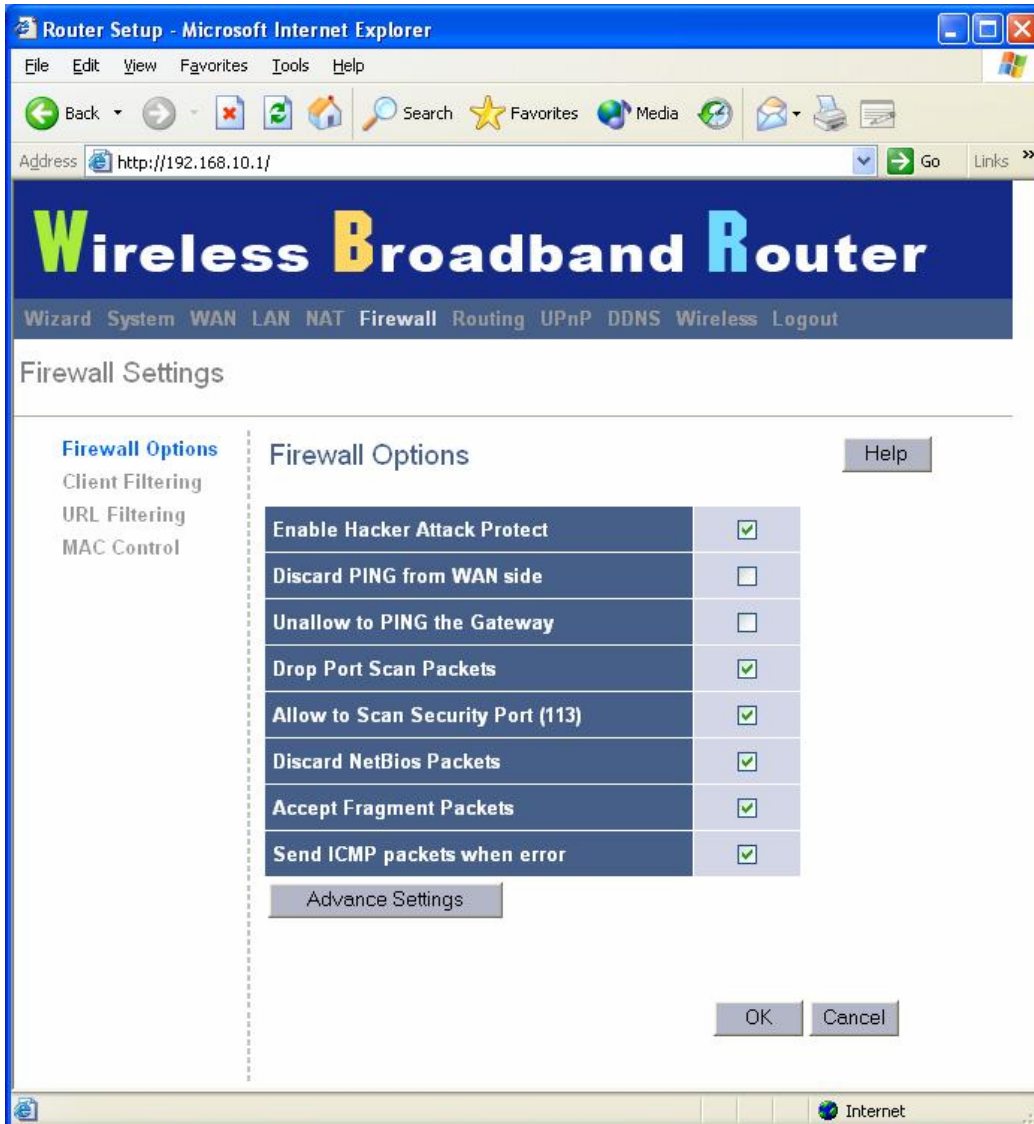 Router Setup - Microsoft Internet Explorer
File Edit View Favorites Tools Help
Back Search Favorites Media
Address http://192.168.10.1/ Go Links »
Wireless Broadband Router
Wizard System WAN LAN NAT Firewall Routing UPnP DDNS Wireless Logout
Firewall Settings
Firewall Options
Client Filtering
URL Filtering
MAC Control
Firewall Options
Help
Enable Hacker Attack Protect
Discard PING from WAN side
Unallow to PING the Gateway
Drop Port Scan Packets
Allow to Scan Security Port (113)
Discard NetBios Packets
Accept Fragment Packets
Send ICMP packets when error
Advance Settings
OK Cancel
Internet